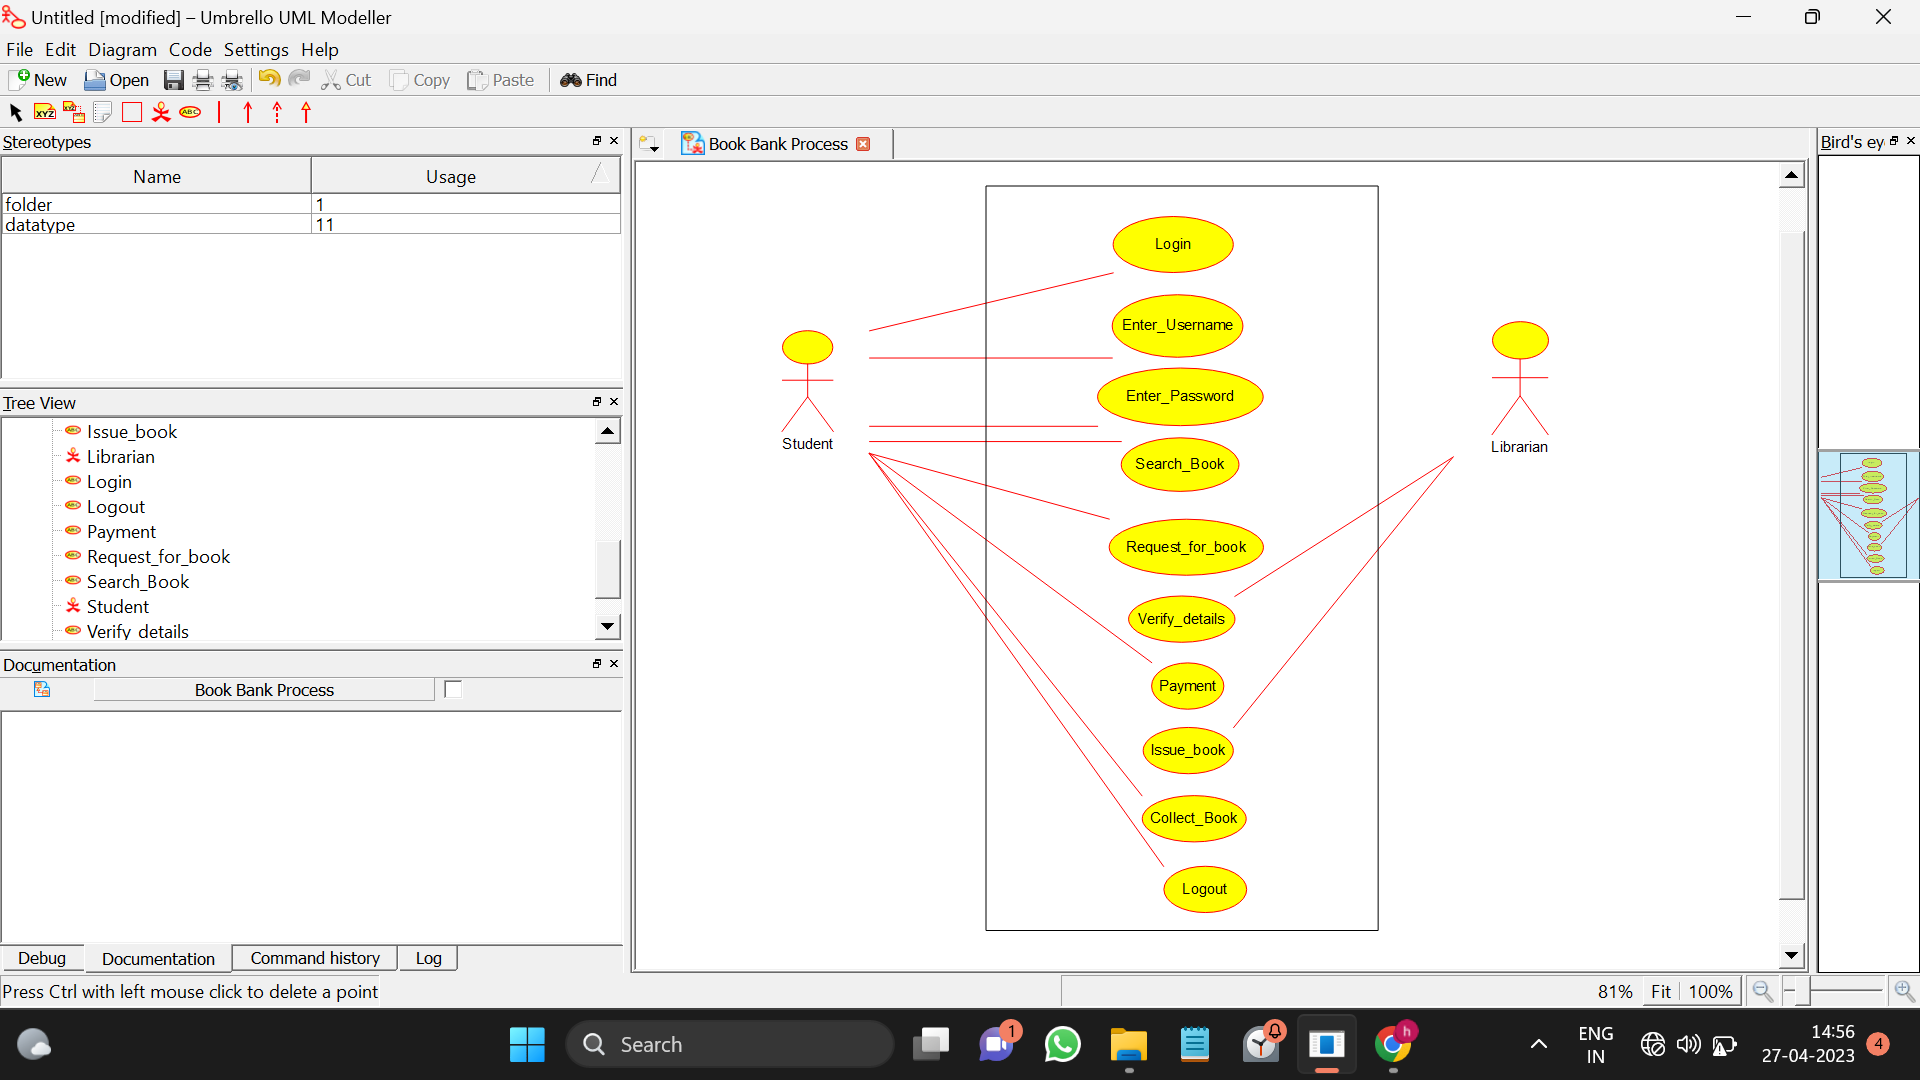 Untitled [modified] – Umbrello UML Modeller
File Edit Diagram Code Settings Help
New Open Cut Copy Paste Find
XYZ XYZ ABC
Stereotypes
Name Usage
folder 1
datatype 11
Tree View
Issue_book
Librarian
Login
Logout
Payment
Request_for_book
Search_Book
Student
Verify_details
Documentation
Book Bank Process
Debug Documentation Command history Log
Press Ctrl with left mouse click to delete a point
Book Bank Process
Login
Enter_Username
Enter_Password
Search_Book
Request_for_book
Verify_details
Payment
Issue_book
Collect_Book
Logout
Student
Librarian
Bird's ey
81% Fit 100%
Search
1
h
ENG
IN
14:56
27-04-2023
4